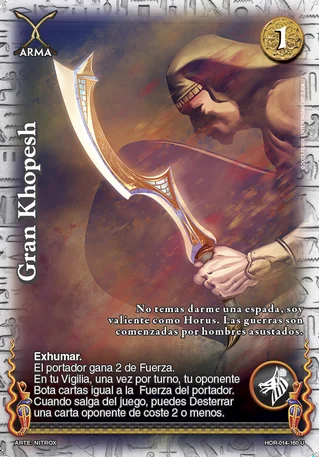 ARMA
1
Gran Khopesh
No temas darme una espada, soy
valiente como Horus. Las guerras son
comenzadas por hombres asustados.
Exhumar.
El portador gana 2 de Fuerza.
En tu Vigilia, una vez por turno, tu oponente
Bota cartas igual a la Fuerza del portador.
Cuando salga del juego, puedes Desterrar
una carta oponente de coste 2 o menos.
ARTE: NITROX
HOR-014-160 U